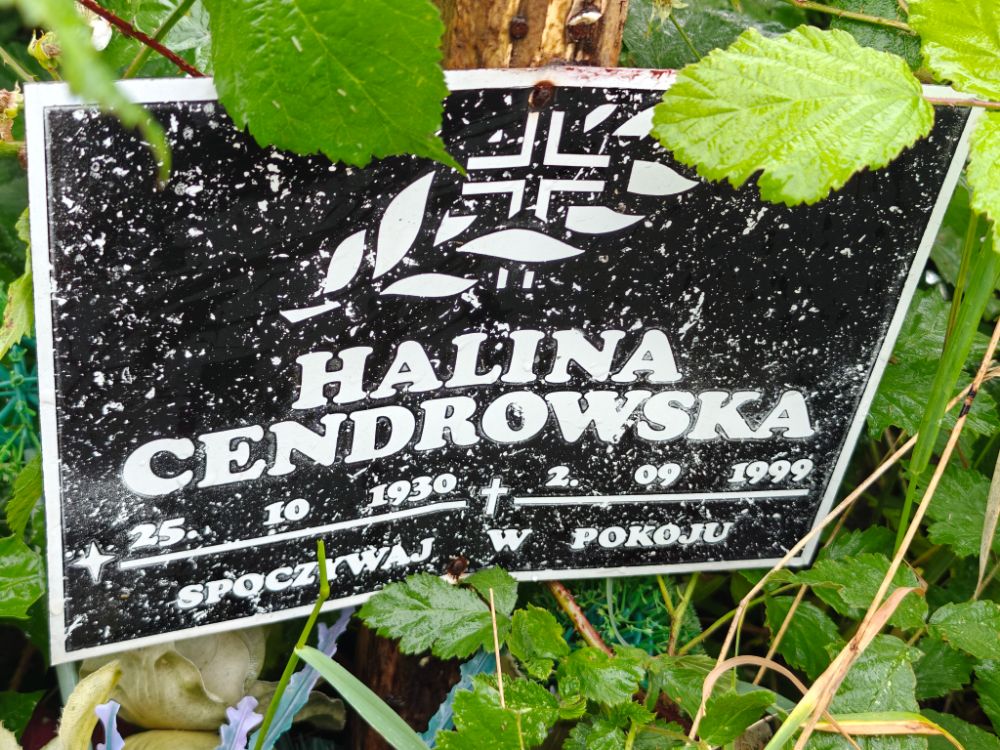 HALINA
CENDROWSKA
25. 10 1930 2. 09 1999
SPOCZYWAJ W POKOJU